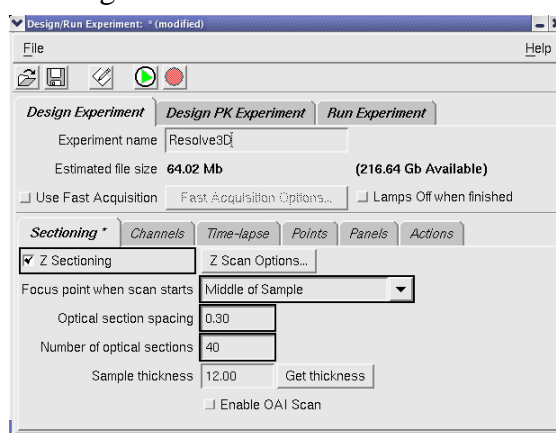 Design/Run Experiment: * (modified)
File Help
Design Experiment Design PK Experiment Run Experiment
Experiment name Resolve3D
Estimated file size 64.02 Mb (216.64 Gb Available)
Use Fast Acquisition Fast Acquisition Options... Lamps Off when finished
Sectioning * Channels Time-lapse Points Panels Actions
Z Sectioning Z Scan Options...
Focus point when scan starts Middle of Sample
Optical section spacing 0.30
Number of optical sections 40
Sample thickness 12.00 Get thickness
Enable OAI Scan